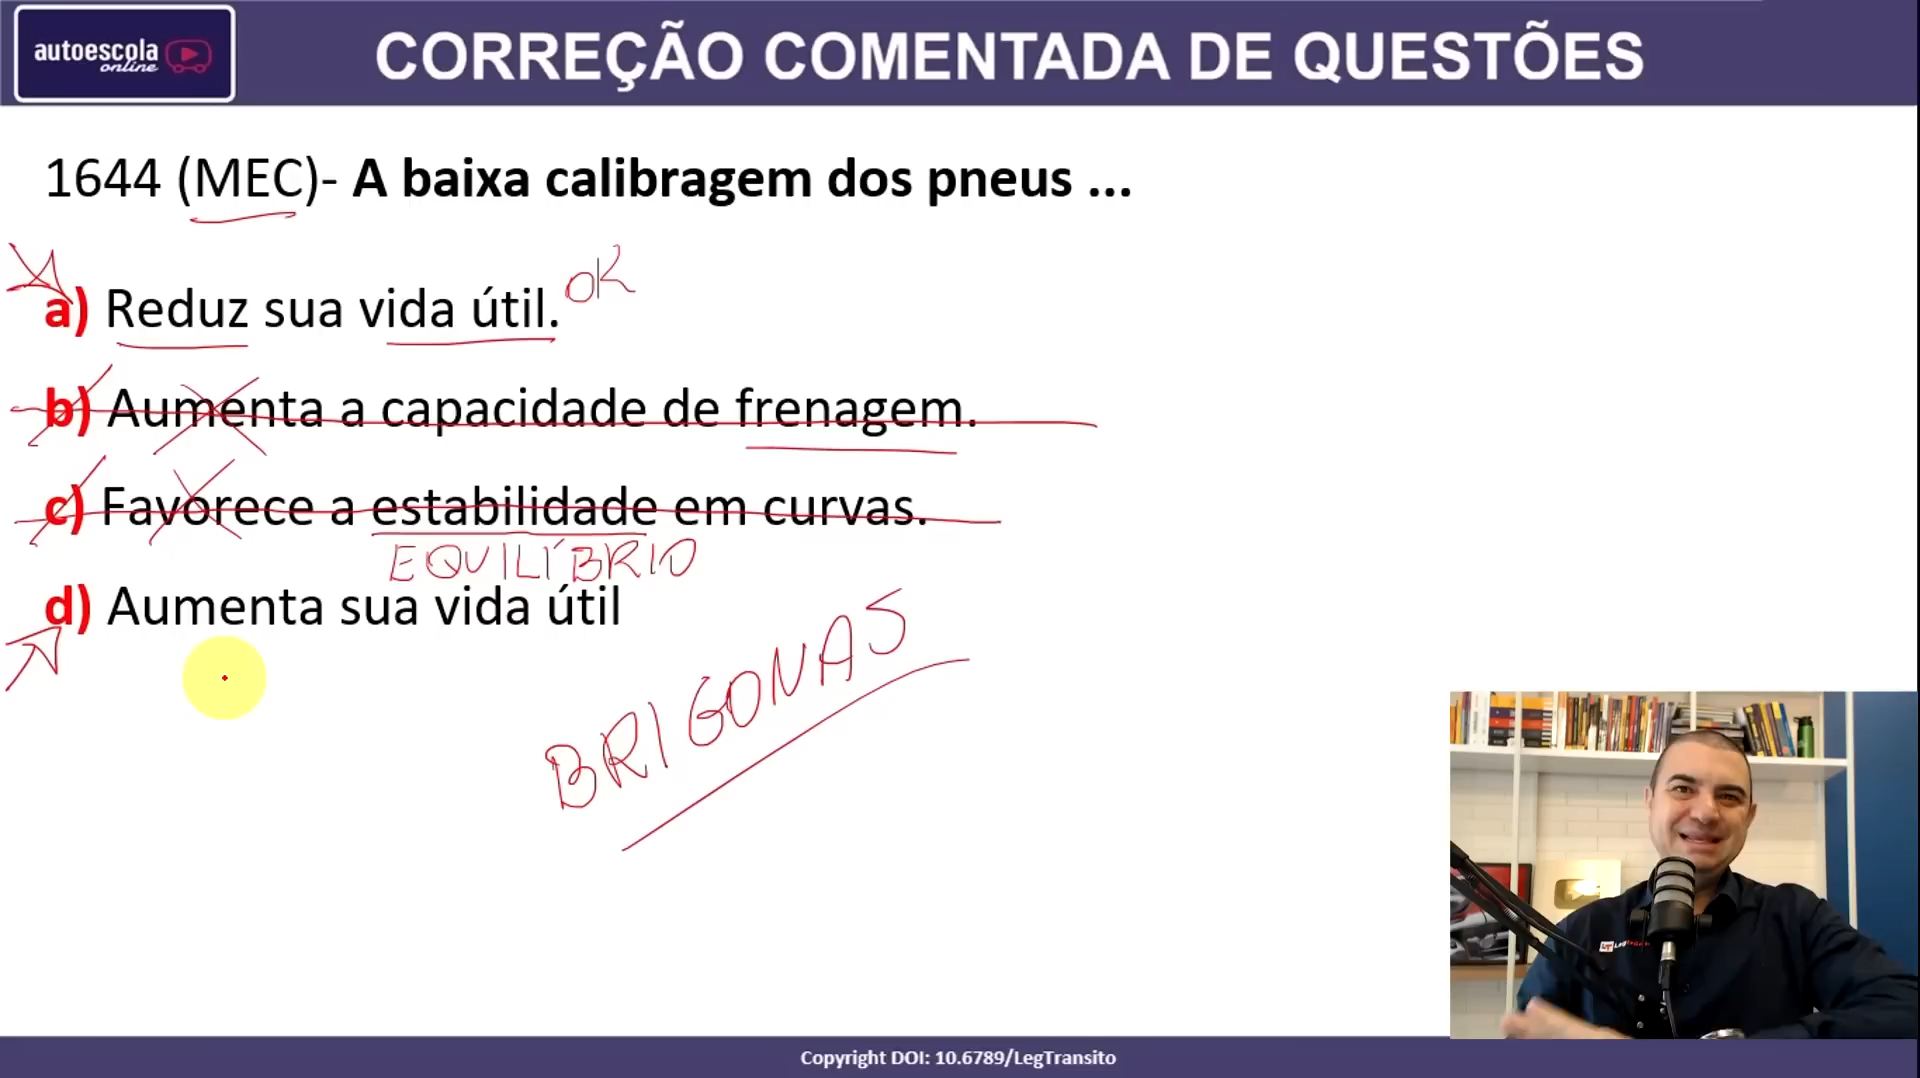 autoescola
online
CORREÇÃO COMENTADA DE QUESTÕES
1644 (MEC)- A baixa calibragem dos pneus ...
a) Reduz sua vida útil. OK
b) Aumenta a capacidade de frenagem.
c) Favorece a estabilidade em curvas.
EQUILÍBRIO
d) Aumenta sua vida útil
BRIGONAS
Copyright DOI: 10.6789/LegTransito